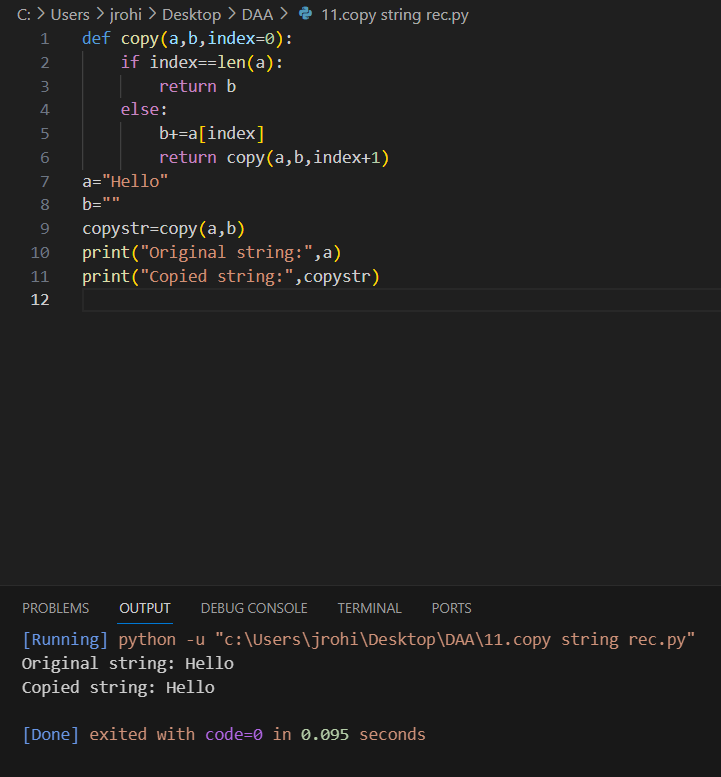 C: > Users > jrohi > Desktop > DAA > 11.copy string rec.py
1 def copy(a,b,index=0):
2     if index==len(a):
3         return b
4     else:
5         b+=a[index]
6         return copy(a,b,index+1)
7 a="Hello"
8 b=""
9 copystr=copy(a,b)
10 print("Original string:",a)
11 print("Copied string:",copystr)
12
PROBLEMS OUTPUT DEBUG CONSOLE TERMINAL PORTS
[Running] python -u "c:\Users\jrohi\Desktop\DAA\11.copy string rec.py"
Original string: Hello
Copied string: Hello
[Done] exited with code=0 in 0.095 seconds